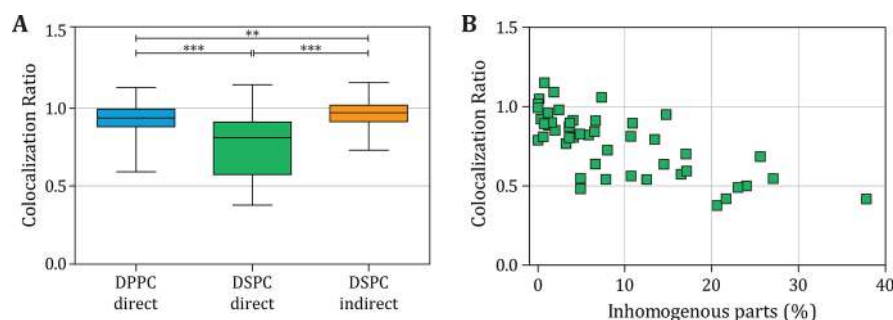 A
B
1.5
1.0
0.5
0.0
Colocalization Ratio
**
***
***
DPPC
direct
DSPC
direct
DSPC
indirect
1.5
1.0
0.5
0.0
Colocalization Ratio
0
10
20
30
40
Inhomogenous parts (%)